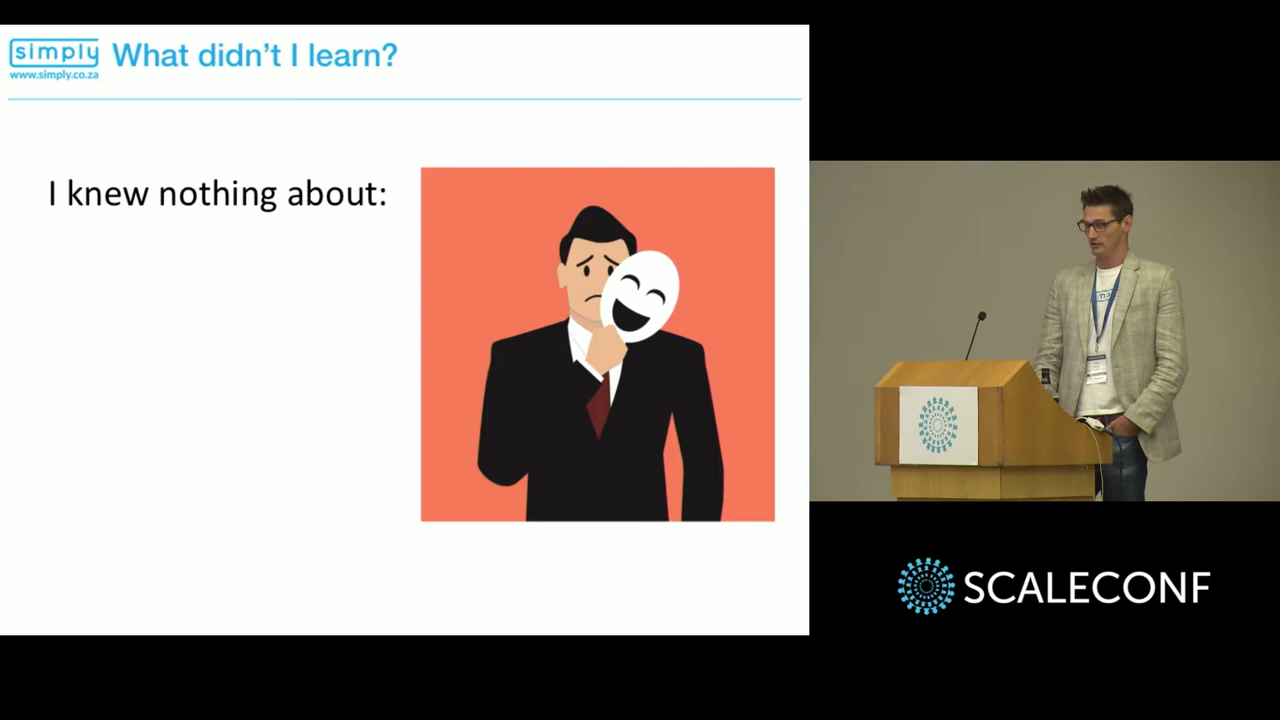 simply
www.simply.co.za
What didn't I learn?
I knew nothing about:
SCALECONF